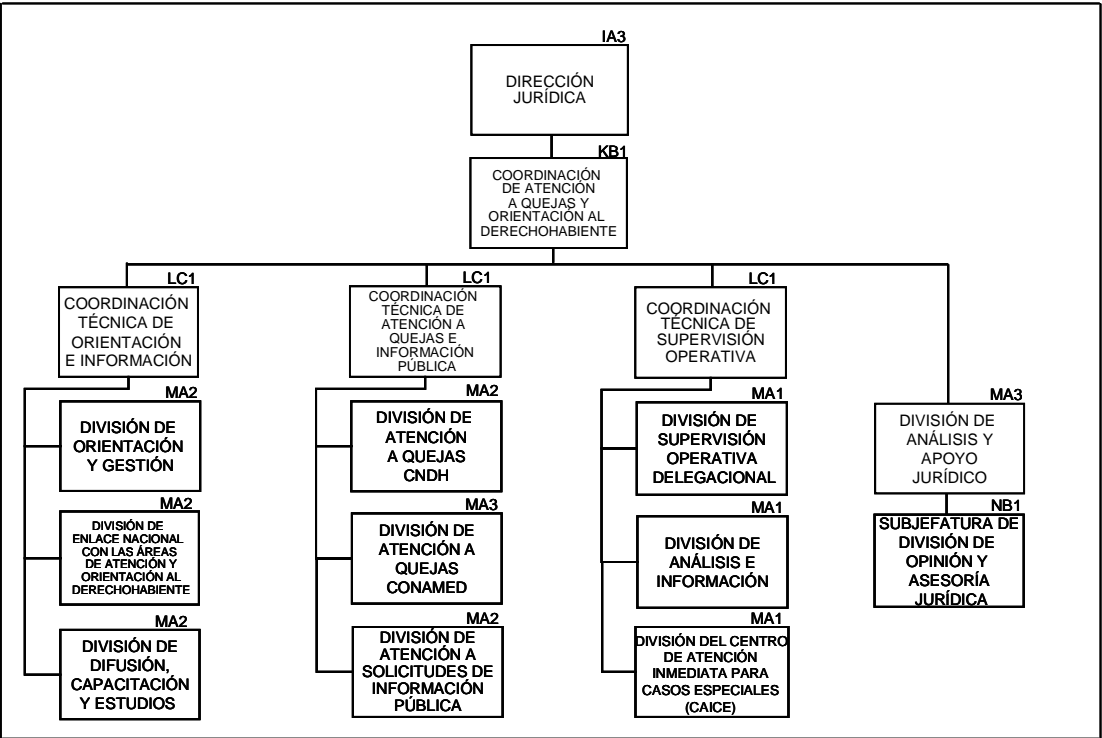 IA3
DIRECCIÓN
JURÍDICA
KB1
COORDINACIÓN
DE ATENCIÓN
A QUEJAS Y
ORIENTACIÓN AL
DERECHOHABIENTE
LC1
COORDINACIÓN
TÉCNICA DE
ORIENTACIÓN
E INFORMACIÓN
MA2
DIVISIÓN DE
ORIENTACIÓN
Y GESTIÓN
MA2
DIVISIÓN DE
ENLACE NACIONAL
CON LAS ÁREAS
DE ATENCIÓN Y
ORIENTACIÓN AL
DERECHOHABIENTE
MA2
DIVISIÓN DE
DIFUSIÓN,
CAPACITACIÓN
Y ESTUDIOS
LC1
COORDINACIÓN
TÉCNICA DE
ATENCIÓN A
QUEJAS E
INFORMACIÓN
PÚBLICA
MA2
DIVISIÓN DE
ATENCIÓN
A QUEJAS
CNDH
MA3
DIVISIÓN DE
ATENCIÓN A
QUEJAS
CONAMED
MA2
DIVISIÓN DE
ATENCIÓN A
SOLICITUDES DE
INFORMACIÓN
PÚBLICA
LC1
COORDINACIÓN
TÉCNICA DE
SUPERVISIÓN
OPERATIVA
MA1
DIVISIÓN DE
SUPERVISIÓN
OPERATIVA
DELEGACIONAL
MA1
DIVISIÓN DE
ANÁLISIS E
INFORMACIÓN
MA1
DIVISIÓN DEL CENTRO
DE ATENCIÓN
INMEDIATA PARA
CASOS ESPECIALES
(CAICE)
MA3
DIVISIÓN DE
ANÁLISIS Y
APOYO
JURÍDICO
NB1
SUBJEFATURA DE
DIVISIÓN DE
OPINIÓN Y
ASESORÍA
JURÍDICA